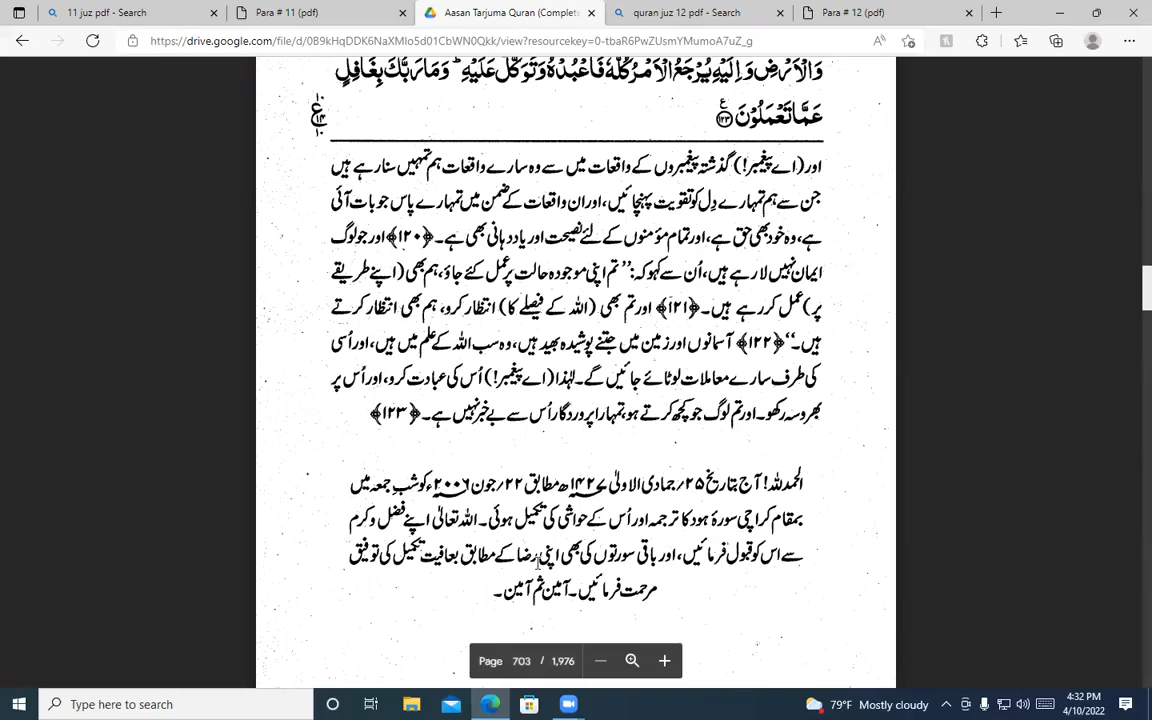 11 juz pdf - Search
Para # 11 (pdf)
Aasan Tarjuma Quran (Complet
quran juz 12 pdf - Search
Para # 12 (pdf)
https://drive.google.com/file/d/0B9kHqDDK6NaXMlo5d01CbWN0Qkk/view?resourcekey=0-tbaR6PwZUsmYMumoA7uZ_g
وَالْاَرْضِ وَاِلَيْهِ يُرْجَعُ الْاَمْرُ كُلُّهٗ فَاعْبُدْهُ وَتَوَكَّلْ عَلَيْهِ ؕ وَمَا رَبُّكَ بِغَافِلٍ
عَمَّا تَعْمَلُوْنَ ﴿۱۲۳﴾
اور (اے پیغمبر!) گذشتہ پیغمبروں کے واقعات میں سے وہ سارے واقعات ہم تمہیں سنا رہے ہیں
جن سے ہم تمہارے دِل کو تقویت پہنچائیں، اور ان واقعات کے ضمن میں تمہارے پاس جو بات آئی
ہے، وہ خود بھی حق ہے، اور تمام مؤمنوں کے لئے نصیحت اور یاددہانی بھی ہے۔ ﴿۱۲۰﴾ اور جو لوگ
ایمان نہیں لا رہے ہیں، اُن سے کہو کہ: ’’تم اپنی موجودہ حالت پر عمل کئے جاؤ، ہم بھی (اپنے طریقے
پر) عمل کر رہے ہیں۔ ﴿۱۲۱﴾ اور تم بھی (اللہ کے فیصلے کا) انتظار کرو، ہم بھی انتظار کرتے
ہیں۔‘‘ ﴿۱۲۲﴾ آسمانوں اور زمین میں جتنے پوشیدہ بھید ہیں، وہ سب اللہ کے علم میں ہیں، اور اُسی
کی طرف سارے معاملات لوٹائے جائیں گے۔ لہٰذا (اے پیغمبر!) اُس کی عبادت کرو، اور اُس پر
بھروسہ رکھو۔ اور تم لوگ جو کچھ کرتے ہو، تمہارا پروردگار اُس سے بے خبر نہیں ہے۔ ﴿۱۲۳﴾
الحمدللہ! آج بتاریخ ۲۵؍ جمادی الاولیٰ ۱۴۲۷ھ مطابق ۲۲؍ جون ۲۰۰۶ء کو شبِ جمعہ میں
بمقام کراچی سورۂ ہود کا ترجمہ اور اُس کے حواشی کی تکمیل ہوئی۔ اللہ تعالیٰ اپنے فضل و کرم
سے اس کو قبول فرمائیں، اور باقی سورتوں کی بھی اپنی رضا کے مطابق بعافیت تکمیل کی توفیق
مرحمت فرمائیں۔ آمین ثم آمین۔
Page 703 / 1,976
Type here to search
79°F Mostly cloudy
4:32 PM
4/10/2022